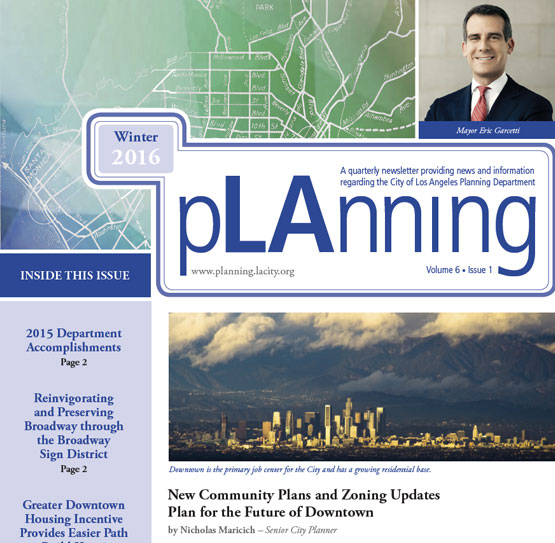 Hollywood Blvd
Mayor Eric Garcetti
Winter
2016
A quarterly newsletter providing news and information
regarding the City of Los Angeles Planning Department
pLAnning
www.planning.lacity.org
Volume 6 • Issue 1
INSIDE THIS ISSUE
2015 Department
Accomplishments
Page 2
Reinvigorating
and Preserving
Broadway through
the Broadway
Sign District
Page 2
Greater Downtown
Housing Incentive
Provides Easier Path
Downtown is the primary job center for the City and has a growing residential base.
New Community Plans and Zoning Updates
Plan for the Future of Downtown
by Nicholas Maricich – Senior City Planner